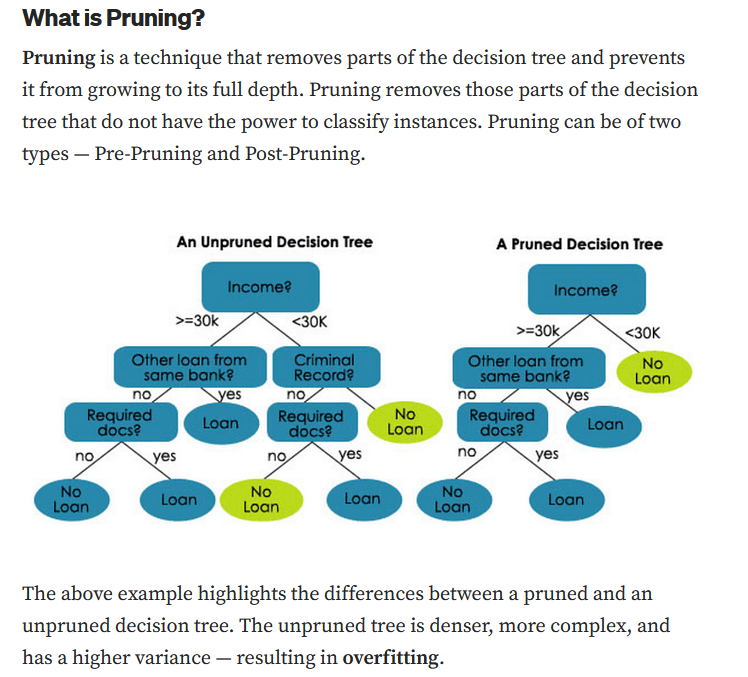 What is Pruning?
Pruning is a technique that removes parts of the decision tree and prevents
it from growing to its full depth. Pruning removes those parts of the decision
tree that do not have the power to classify instances. Pruning can be of two
types — Pre-Pruning and Post-Pruning.
An Unpruned Decision Tree
Income?
>=30k
<30K
Other loan from
same bank?
Criminal
Record?
no
yes
no
Required
docs?
Loan
Required
docs?
No
Loan
no
yes
no
yes
No
Loan
Loan
No
Loan
Loan
A Pruned Decision Tree
Income?
>=30k
<30K
Other loan from
same bank?
No
Loan
no
yes
Required
docs?
Loan
no
yes
No
Loan
Loan
The above example highlights the differences between a pruned and an
unpruned decision tree. The unpruned tree is denser, more complex, and
has a higher variance — resulting in overfitting.